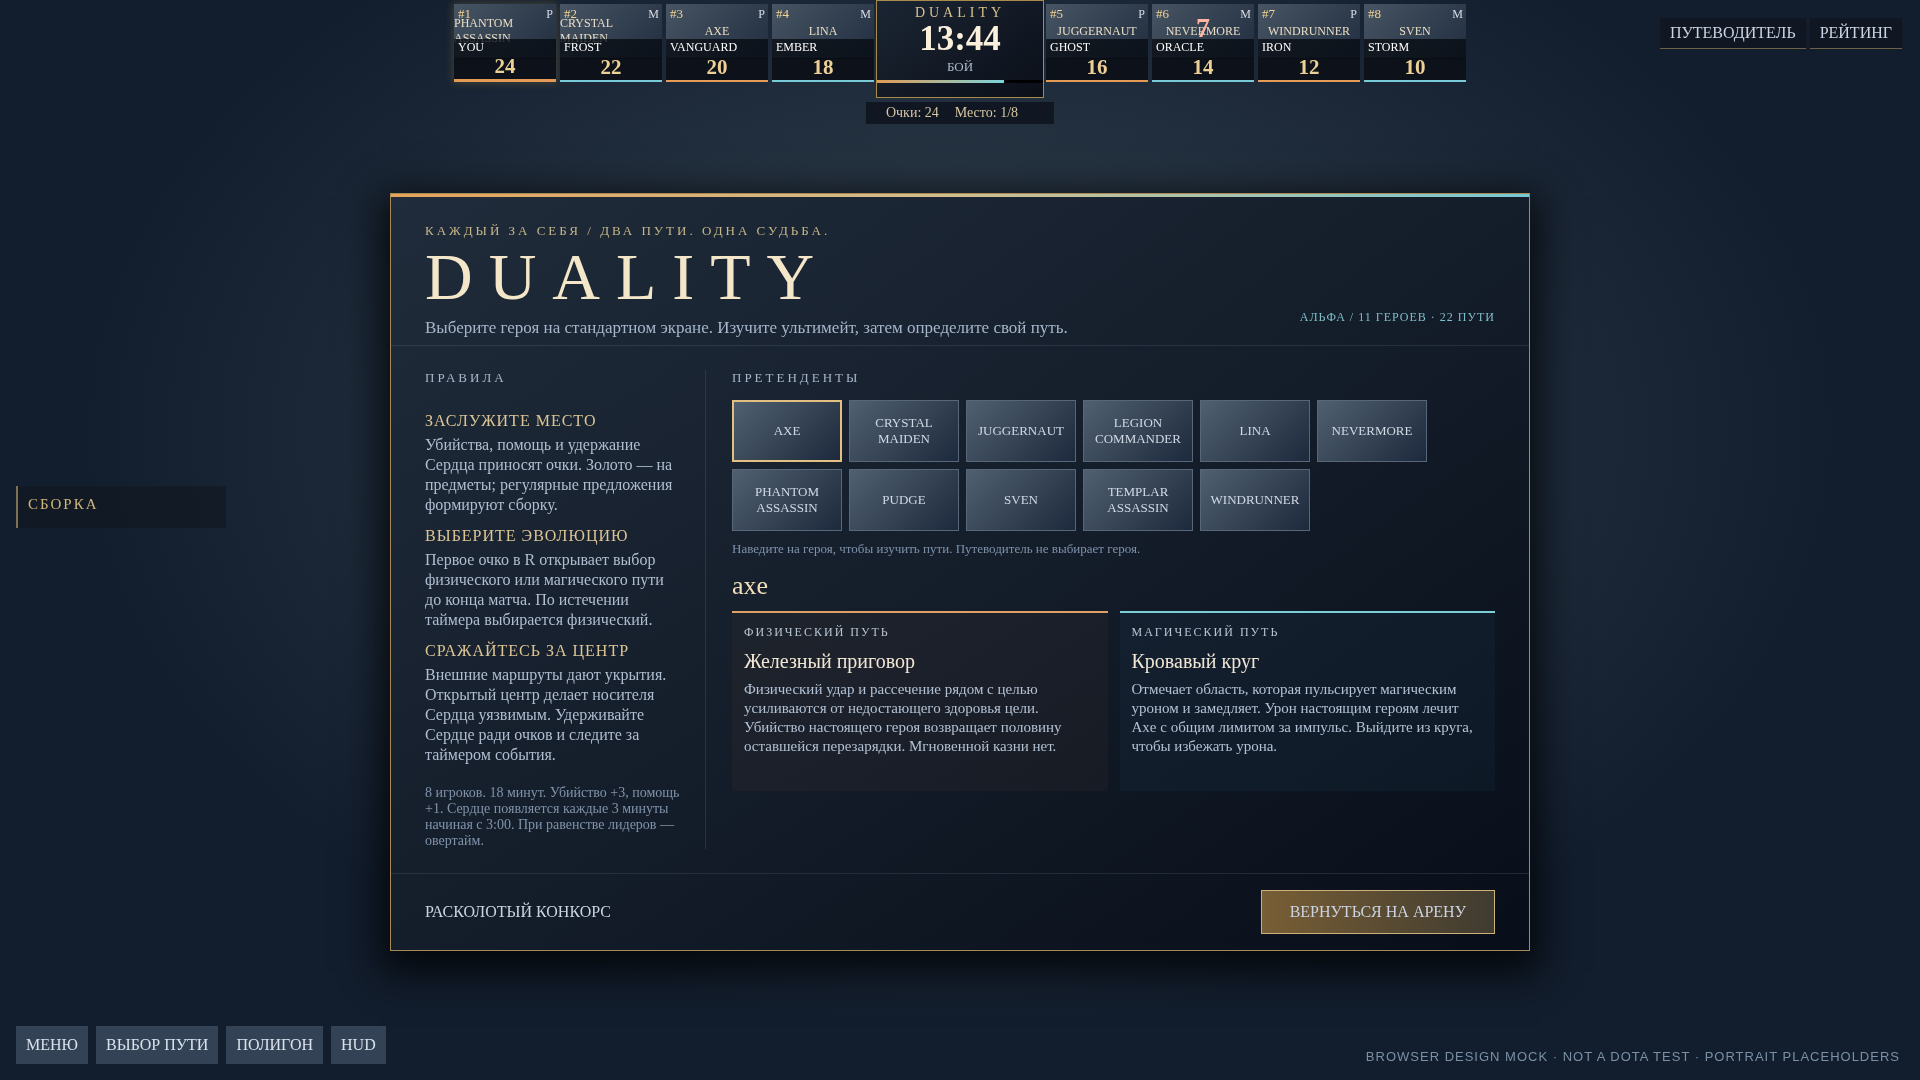 #1 P
PHANTOM ASSASSIN
YOU
24
#2 M
CRYSTAL MAIDEN
FROST
22
#3 P
AXE
VANGUARD
20
#4 M
LINA
EMBER
18
DUALITY
13:44
БОЙ
#5 P
JUGGERNAUT
GHOST
16
#6 M
7
NEVERMORE
ORACLE
14
#7 P
WINDRUNNER
IRON
12
#8 M
SVEN
STORM
10
Очки: 24 Место: 1/8
ПУТЕВОДИТЕЛЬ РЕЙТИНГ
КАЖДЫЙ ЗА СЕБЯ / ДВА ПУТИ. ОДНА СУДЬБА.
DUALITY
Выберите героя на стандартном экране. Изучите ультимейт, затем определите свой путь.
АЛЬФА / 11 ГЕРОЕВ · 22 ПУТИ
ПРАВИЛА
ЗАСЛУЖИТЕ МЕСТО
Убийства, помощь и удержание
Сердца приносят очки. Золото — на
предметы; регулярные предложения
формируют сборку.
ВЫБЕРИТЕ ЭВОЛЮЦИЮ
Первое очко в R открывает выбор
физического или магического пути
до конца матча. По истечении
таймера выбирается физический.
СРАЖАЙТЕСЬ ЗА ЦЕНТР
Внешние маршруты дают укрытия.
Открытый центр делает носителя
Сердца уязвимым. Удерживайте
Сердце ради очков и следите за
таймером события.
8 игроков. 18 минут. Убийство +3, помощь
+1. Сердце появляется каждые 3 минуты
начиная с 3:00. При равенстве лидеров —
овертайм.
ПРЕТЕНДЕНТЫ
AXE
CRYSTAL MAIDEN
JUGGERNAUT
LEGION COMMANDER
LINA
NEVERMORE
PHANTOM ASSASSIN
PUDGE
SVEN
TEMPLAR ASSASSIN
WINDRUNNER
Наведите на героя, чтобы изучить пути. Путеводитель не выбирает героя.
axe
ФИЗИЧЕСКИЙ ПУТЬ
Железный приговор
Физический удар и рассечение рядом с целью
усиливаются от недостающего здоровья цели.
Убийство настоящего героя возвращает половину
оставшейся перезарядки. Мгновенной казни нет.
МАГИЧЕСКИЙ ПУТЬ
Кровавый круг
Отмечает область, которая пульсирует магическим
уроном и замедляет. Урон настоящим героям лечит
Axe с общим лимитом за импульс. Выйдите из круга,
чтобы избежать урона.
РАСКОЛОТЫЙ КОНКОРС
ВЕРНУТЬСЯ НА АРЕНУ
СБОРКА
МЕНЮ ВЫБОР ПУТИ ПОЛИГОН HUD
BROWSER DESIGN MOCK · NOT A DOTA TEST · PORTRAIT PLACEHOLDERS